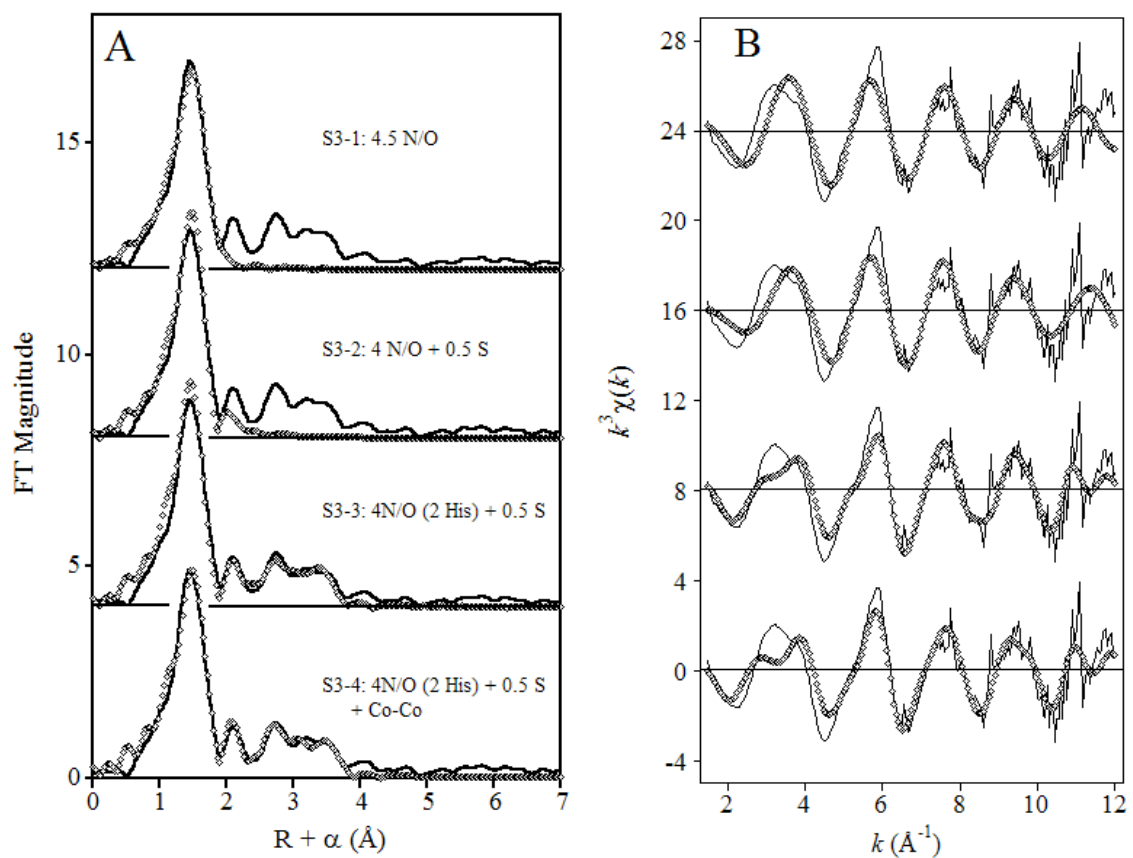 A
S3-1: 4.5 N/O
S3-2: 4 N/O + 0.5 S
S3-3: 4N/O (2 His) + 0.5 S
S3-4: 4N/O (2 His) + 0.5 S
+ Co-Co
15
10
5
0
FT Magnitude
0 1 2 3 4 5 6 7
R + α (Å)
B
28
24
20
16
12
8
4
0
-4
k³χ(k)
2 4 6 8 10 12
k (Å⁻¹)